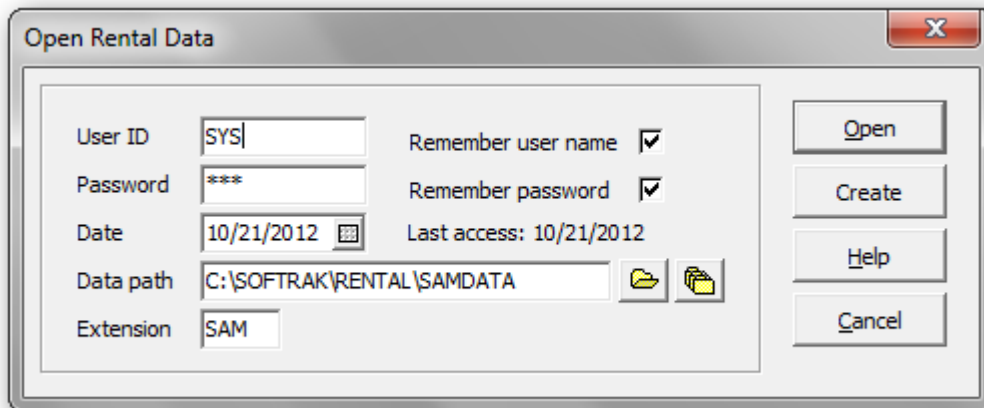 Open Rental Data
User ID SYS Remember user name
Password *** Remember password
Date 10/21/2012 Last access: 10/21/2012
Data path C:\SOFTRAK\RENTAL\SAMDATA
Extension SAM
Open
Create
Help
Cancel